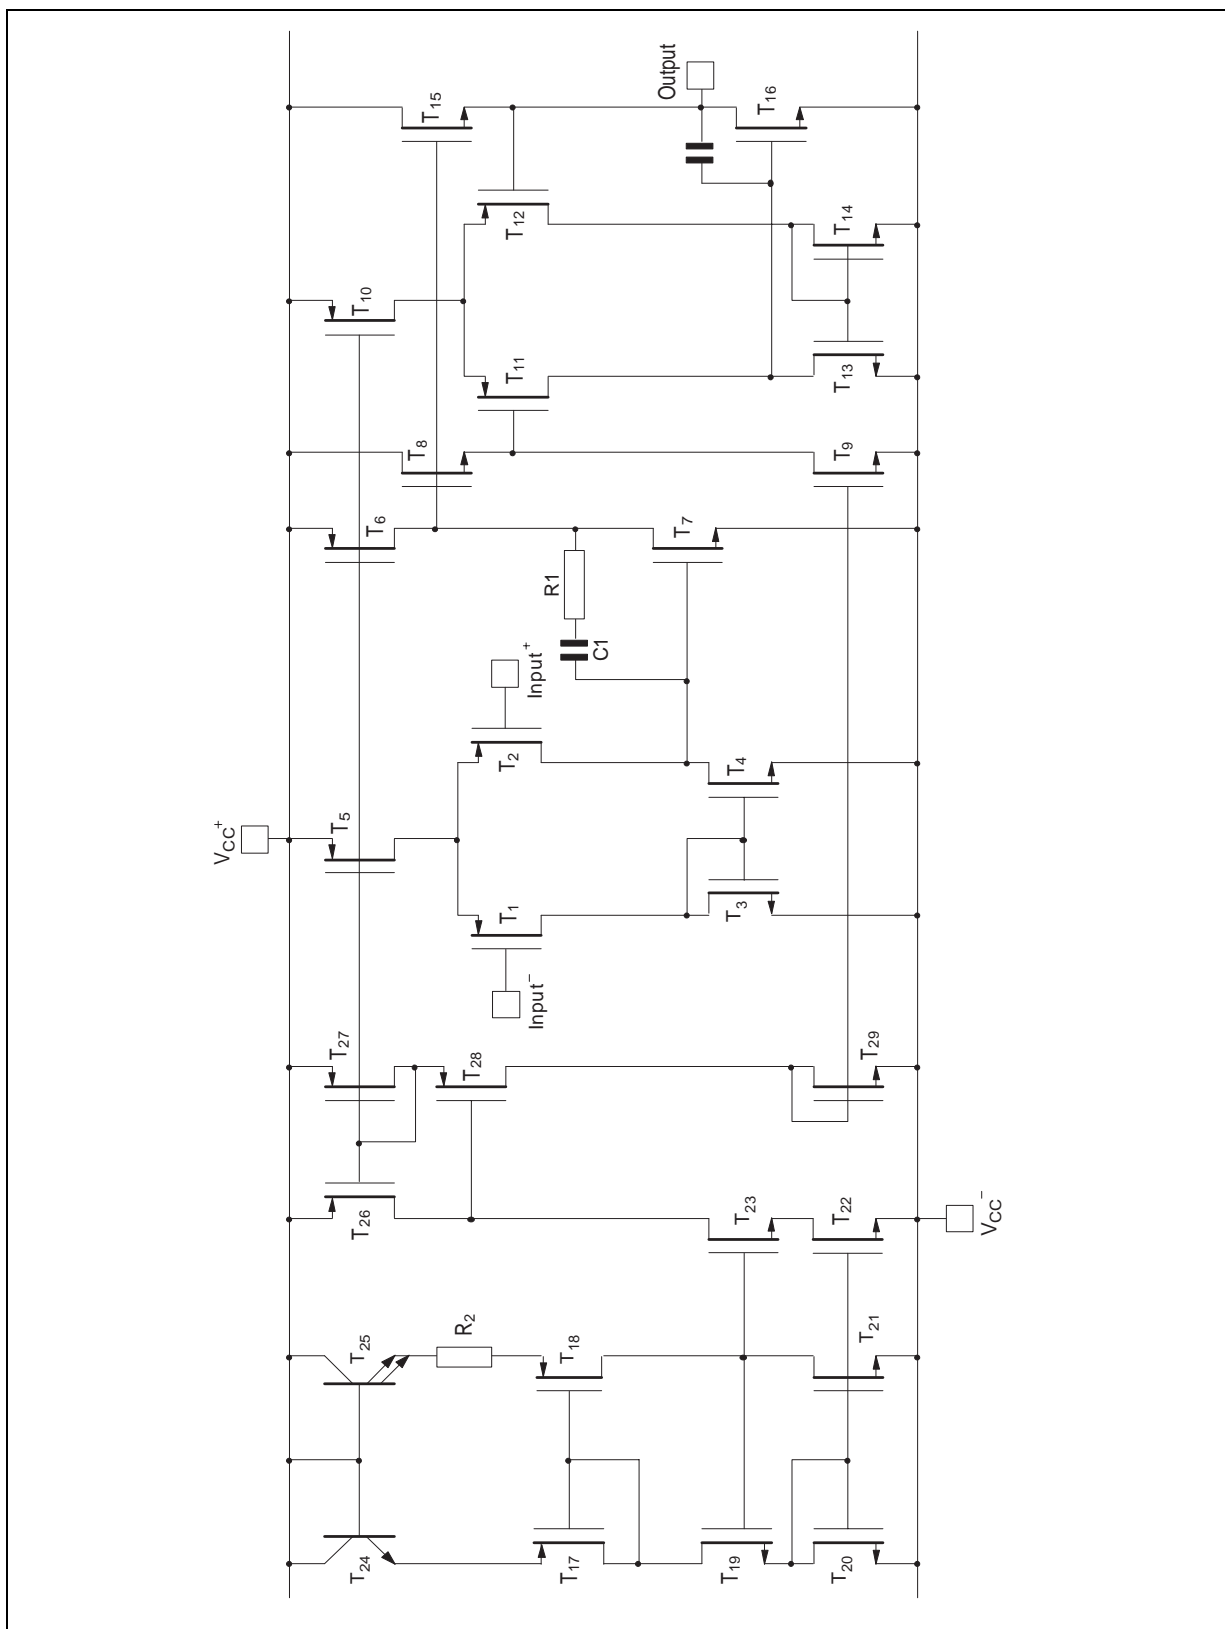 Output
T15
T16
T12
T14
T10
T11
T13
T8
T9
T6
T7
R1
C1
Input+
T2
T4
VCC+
T5
T1
T3
Input−
T27
T28
T29
T26
T23
T22
VCC−
R2
T25
T18
T21
T24
T17
T19
T20